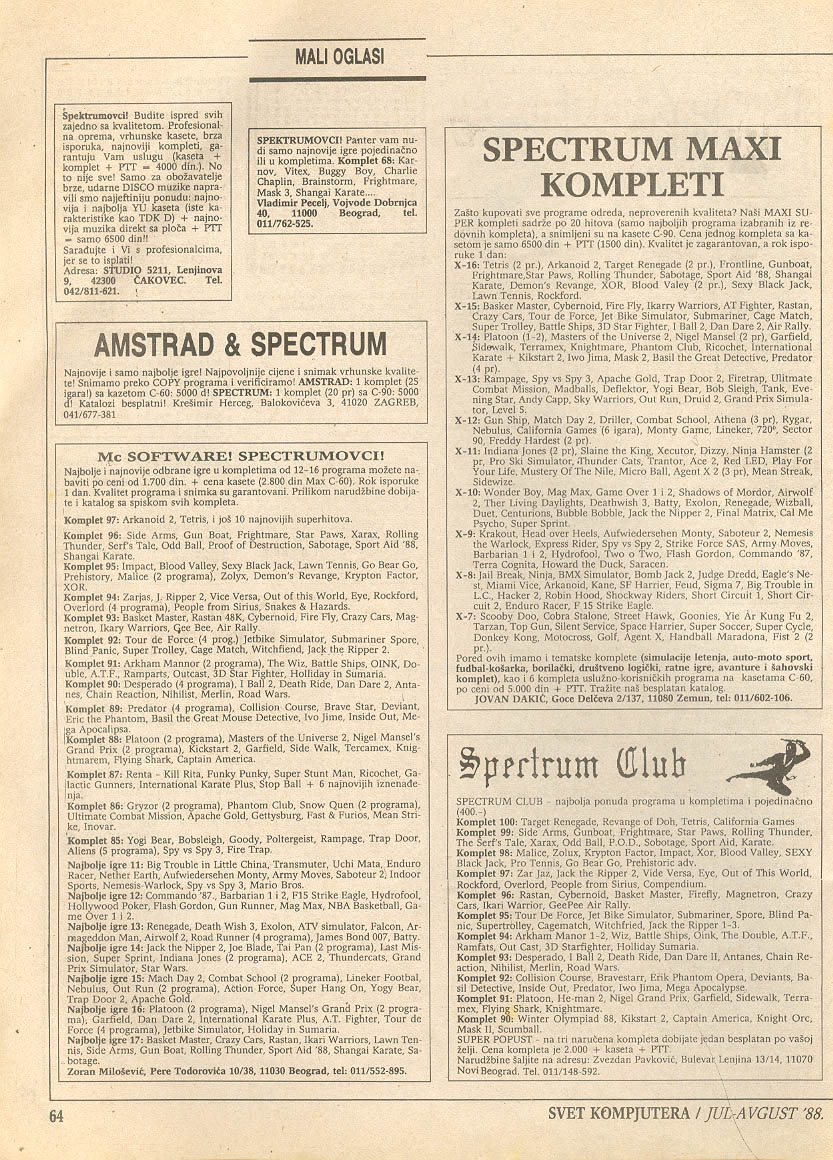 MALI OGLASI
Spektrumovci! Budite ispred svih
zajedno sa kvalitetom. Profesional-
na oprema, vrhunske kasete, brza
isporuka, najnoviji kompleti, ga-
rantuju Vam uslugu (kaseta +
komplet + PTT = 4000 din.). No
to nije sve! Samo za obožavatelje
brze, udarne DISCO muzike napra-
vili smo najjeftiniju ponudu: najno-
vija i najbolja YU kaseta (iste ka-
rakteristike kao TDK D) + najno-
vija muzika direkt sa ploča + PTT
= samo 6500 din!!
Sarađujte i Vi s profesionalcima,
jer se to isplati!
Adresa: STUDIO 5211, Lenjinova
9, 42300 ČAKOVEC. Tel.
042/811-621.
SPEKTRUMOVCI! Panter vam nu-
di samo najnovije igre pojedinačno
ili u kompletima. Komplet 68: Kar-
nov, Vitex, Buggy Boy, Charlie
Chaplin, Brainstorm, Frightmare,
Mask 3, Shangai Karate....
Vladimir Pecelj, Vojvode Dobrnjca
40, 11000 Beograd, tel.
011/762-525.
AMSTRAD & SPECTRUM
Najnovije i samo najbolje igre! Najpovoljnije cijene i snimak vrhunske kvalite-
te! Snimamo preko COPY programa i verificiramo! AMSTRAD: 1 komplet (25
igara!) sa kazetom C-60: 5000 d! SPECTRUM: 1 komplet (20 pr) sa C-90: 5000
d! Katalozi besplatni! Krešimir Herceg, Balokovićeva 3, 41020 ZAGREB,
041/677-381
Mc SOFTWARE! SPECTRUMOVCI!
Najbolje i najnovije odbrane igre u kompletima od 12-16 programa možete na-
baviti po ceni od 1.700 din. + cena kasete (2.800 din Max C-60). Rok isporuke
1 dan. Kvalitet programa i snimka su garantovani. Prilikom narudžbine dobija-
te i katalog sa spiskom svih kompleta.
Komplet 97: Arkanoid 2, Tetris, i još 10 najnovijih superhitova.
Komplet 96: Side Arms, Gun Boat, Frightmare, Star Paws, Xarax, Rolling
Thunder, Serf's Tale, Odd Ball, Proof of Destruction, Sabotage, Sport Aid '88,
Shangai Karate.
Komplet 95: Impact, Blood Valley, Sexy Black Jack, Lawn Tennis, Go Bear Go,
Prehistory, Malice (2 programa), Zolyx, Demon's Revange, Krypton Factor,
XOR.
Komplet 94: Zarjas, J. Ripper 2, Vice Versa, Out of this World, Eye, Rockford,
Overlord (4 programa), People from Sirius, Snakes & Hazards.
Komplet 93: Basket Master, Rastan 48K, Cybernoid, Fire Fly, Crazy Cars, Mag-
netron, Ikary Warriors, Gee Bee, Air Rally.
Komplet 92: Tour de Force (4 prog.) Jetbike Simulator, Submariner Spore,
Blind Panic, Super Trolley, Cage Match, Witchfiend, Jack the Ripper 2.
Komplet 91: Arkham Mannor (2 programa), The Wiz, Battle Ships, OINK, Do-
uble, A.T.F., Ramparts, Outcast, 3D Star Fighter, Holliday in Sumaria.
Komplet 90: Desperado (4 programa), I Ball 2, Death Ride, Dan Dare 2, Anta-
nes, Chain Reaction, Nihilist, Merlin, Road Wars.
Komplet 89: Predator (4 programa), Collision Course, Brave Star, Deviant,
Eric the Phantom, Basil the Great Mouse Detective, Ivo Jime, Inside Out, Me-
ga Apocalipsa.
Komplet 88: Platoon (2 programa), Masters of the Universe 2, Nigel Mansel's
Grand Prix (2 programa), Kickstart 2, Garfield, Side Walk, Tercamex, Knig-
htmarem, Flying Shark, Captain America.
Komplet 87: Renta - Kill Rita, Funky Punky, Super Stunt Man, Ricochet, Ga-
lactic Gunners, International Karate Plus, Stop Ball + 6 najnovijih iznenađe-
nja.
Komplet 86: Gryzor (2 programa), Phantom Club, Snow Quen (2 programa),
Ultimate Combat Mission, Apache Gold, Gettysburg, Fast & Furios, Mean Stri-
ke, Inovar.
Komplet 85: Yogi Bear, Bobsleigh, Goody, Poltergeist, Rampage, Trap Door,
Aliens (5 programa), Spy vs Spy 3, Fire Trap.
Najbolje igre 11: Big Trouble in Little China, Transmuter, Uchi Mata, Enduro
Racer, Nether Earth, Aufwiedersehen Monty, Army Moves, Saboteur 2, Indoor
Sports, Nemesis-Warlock, Spy vs Spy 3, Mario Bros.
Najbolje igre 12: Commando '87., Barbarian 1 i 2, F15 Strike Eagle, Hydrofool,
Hollywood Poker, Flash Gordon, Gun Runner, Mag Max, NBA Basketball, Ga-
me Over 1 i 2.
Najbolje igre 13: Renegade, Death Wish 3, Exolon, ATV simulator, Falcon, Ar-
mageddon Man, Airwolf 2, Road Runner (4 programa), James Bond 007, Batty.
Najbolje igre 14: Jack the Nipper 2, Joe Blade, Tai Pan (2 programa), Last Mis-
sion, Super Sprint, Indiana Jones (2 programa), ACE 2, Thundercats, Grand
Prix Simulator, Star Wars.
Najbolje igre 15: Mach Day 2, Combat School (2 programa), Lineker Footbal,
Nebulus, Out Run (2 programa), Action Force, Super Hang On, Yogy Bear,
Trap Door 2, Apache Gold.
Najbolje igre 16: Platoon (2 programa), Nigel Mansel's Grand Prix (2 progra-
ma), Garfield, Dan Dare 2, International Karate Plus, A.T. Fighter, Tour de
Force (4 programa), Jetbike Simulator, Holiday in Sumaria.
Najbolje igre 17: Basket Master, Crazy Cars, Rastan, Ikari Warriors, Lawn Ten-
nis, Side Arms, Gun Boat, Rolling Thunder, Sport Aid '88, Shangai Karate, Sa-
botage.
Zoran Milošević, Pere Todorovića 10/38, 11030 Beograd, tel: 011/552-895.
SPECTRUM MAXI
KOMPLETI
Zašto kupovati sve programe odreda, neproverenih kvaliteta? Naši MAXI SU-
PER kompleti sadrže po 20 hitova (samo najboljih programa izabranih iz re-
dovnih kompleta), a snimljeni su na kasete C-90. Cena jednog kompleta sa ka-
setom je samo 6500 din + PTT (1500 din). Kvalitet je zagarantovan, a rok ispo-
ruke 1 dan:
X-16: Tetris (2 pr.), Arkanoid 2, Target Renegade (2 pr.), Frontline, Gunboat,
Frightmare,Star Paws, Rolling Thunder, Sabotage, Sport Aid '88, Shangai
Karate, Demon's Revange, XOR, Blood Valey (2 pr.), Sexy Black Jack,
Lawn Tennis, Rockford.
X-15: Basker Master, Cybernoid, Fire Fly, Ikarry Warriors, AT Fighter, Rastan,
Crazy Cars, Tour de Force, Jet Bike Simulator, Submariner, Cage Match,
Super Trolley, Battle Ships, 3D Star Fighter, I Ball 2, Dan Dare 2, Air Rally.
X-14: Platoon (1-2), Masters of the Universe 2, Nigel Mansel (2 pr), Garfield,
Sidewalk, Terramex, Knightmare, Phantom Club, Ricochet, International
Karate + Kikstart 2, Iwo Jima, Mask 2, Basil the Great Detective, Predator
(4 pr).
X-13: Rampage, Spy vs Spy 3, Apache Gold, Trap Door 2, Firetrap, Ulitmate
Combat Mission, Madballs, Deflektor, Yogi Bear, Bob Sleigh, Tank, Eve-
ning Star, Andy Capp, Sky Warriors, Out Run, Druid 2, Grand Prix Simula-
tor, Level 5.
X-12: Gun Ship, Match Day 2, Driller, Combat School, Athena (3 pr), Rygar,
Nebulus, California Games (6 igara), Monty Game, Lineker, 720°, Sector
90, Freddy Hardest (2 pr).
X-11: Indiana Jones (2 pr), Slaine the King, Xecutor, Dizzy, Ninja Hamster (2
pr, Pro Ski Simulator, iThunder Cats, Trantor, Ace 2, Red LED, Play For
Your Life, Mustery Of The Nile, Micro Ball, Agent X 2 (3 pr), Mean Streak,
Sidewize.
X-10: Wonder Boy, Mag Max, Game Over 1 i 2, Shadows of Mordor, Airwolf
2, Ther Living Daylights, Deathwish 3, Batty, Exolon, Renegade, Wizball,
Duet, Centurions, Bubble Bobble, Jack the Nipper 2, Final Matrix, Cal Me
Psycho, Super Sprint.
X-9: Krakout, Head over Heels, Aufwiedersehen Monty, Saboteur 2, Nemesis
the Warlock, Express Rider, Spy vs Spy 2, Strike Force SAS, Army Moves,
Barbarian 1 i 2, Hydrofool, Two o Two, Flash Gordon, Commando '87,
Terra Cognita, Howard the Duck, Saracen.
X-8: Jail Break, Ninja, BMX Simulator, Bomb Jack 2, Judge Dredd, Eagle's Ne-
st, Miami Vice, Arkanoid, Kane, SF Harrier, Feud, Sigma 7, Big Trouble in
L.C., Hacker 2, Robin Hood, Shockway Riders, Short Circuit 1, Short Cir-
cuit 2, Enduro Racer, F 15 Strike Eagle.
X-7: Scooby Doo, Cobra Stalone, Street Hawk, Goonies, Yie Ar Kung Fu 2,
Tarzan, Top Gun, Silent Service, Space Harrier, Super Soccer, Super Cycle,
Donkey Kong, Motocross, Golf, Agent X, Handball Maradona, Fist 2 (2
pr.).
Pored ovih imamo i tematske komplete (simulacije letenja, auto-moto sport,
fudbal-košarka, borilački, društveno logički, ratne igre, avanture i šahovski
komplet), kao i 6 kompleta uslužno-korisničkih programa na kasetama C-60,
po ceni od 5.000 din + PTT. Tražite naš besplatan katalog.
JOVAN DAKIĆ, Goce Delčeva 2/137, 11080 Zemun, tel: 011/602-106.
Spectrum Club
SPECTRUM CLUB - najbolja ponuda programa u kompletima i pojedinačno
(400.-)
Komplet 100: Target Renegade, Revange of Doh, Tetris, California Games
Komplet 99: Side Arms, Gunboat, Frightmare, Star Paws, Rolling Thunder,
The Serf's Tale, Xarax, Odd Ball, P.O.D., Sobotage, Sport Aid, Karate.
Komplet 98: Malice, Zolux, Krypton Factor, Impact, Xor, Blood Valley, SEXY
Black Jack, Pro Tennis, Go Bear Go, Prehistoric adv.
Komplet 97: Zar Jaz, Jack the Ripper 2, Vide Versa, Eye, Out of This World,
Rockford, Overlord, People from Sirius, Compendium.
Komplet 96: Rastan, Cybernoid, Basket Master, Firefly, Magnetron, Crazy
Cars, Ikari Warrior, GeePee Air Rally.
Komplet 95: Tour De Force, Jet Bike Simulator, Submarine, Spore, Blind Pa-
nic, Supertrolley, Cagematch, Witchfried, Jack the Ripper 1-3.
Komplet 94: Arkham Manor 1-2, Wiz, Battle Ships, Oink, The Double, A.T.F.,
Ramfats, Out Cast, 3D Starfighter, Holliday Sumaria.
Komplet 93: Desperado, I Ball 2, Death Ride, Dan Dare II, Antanes, Chain Re-
action, Nihilist, Merlin, Road Wars.
Komplet 92: Collision Course, Bravestarr, Erik Phantom Opera, Deviants, Ba-
sil Detective, Inside Out, Predator, Iwo Jima, Mega Apocalypse.
Komplet 91: Platoon, He-man 2, Nigel Grand Prix, Garfield, Sidewalk, Terra-
mex, Flying Shark, Knightmare.
Komplet 90: Winter Olympiad 88, Kikstart 2, Captain America, Knight Orc,
Mask II, Scumball.
SUPER POPUST - na tri naručena kompleta dobijate jedan besplatan po vašoj
želji. Cena kompleta je 2.000 + kaseta + PTT.
Narudžbine šaljite na adresu: Zvezdan Pavković, Bulevar Lenjina 13/14, 11070
Novi Beograd. Tel. 011/148-592.
64
SVET KOMPJUTERA / JUL-AVGUST '88.